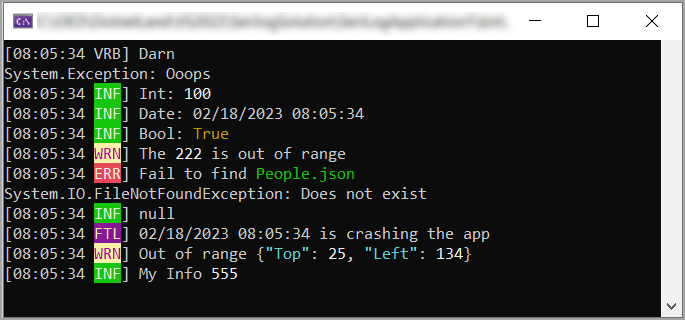 [08:05:34 VRB] Darn
System.Exception: Ooops
[08:05:34 INF] Int: 100
[08:05:34 INF] Date: 02/18/2023 08:05:34
[08:05:34 INF] Bool: True
[08:05:34 WRN] The 222 is out of range
[08:05:34 ERR] Fail to find People.json
System.IO.FileNotFoundException: Does not exist
[08:05:34 INF] null
[08:05:34 FTL] 02/18/2023 08:05:34 is crashing the app
[08:05:34 WRN] Out of range {"Top": 25, "Left": 134}
[08:05:34 INF] My Info 555